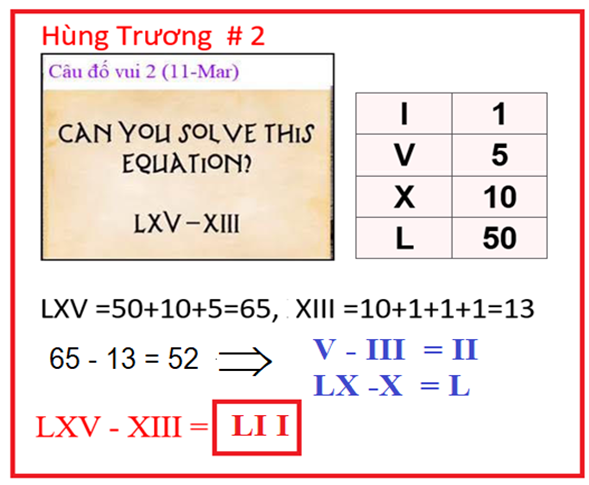 Hùng Trương # 2
Câu đố vui 2 (11-Mar)
CAN YOU SOLVE THIS
EQUATION?
LXV – XIII
I 1
V 5
X 10
L 50
LXV =50+10+5=65, XIII =10+1+1+1=13
65 - 13 = 52
V - III = II
LX -X = L
LXV - XIII = LI I